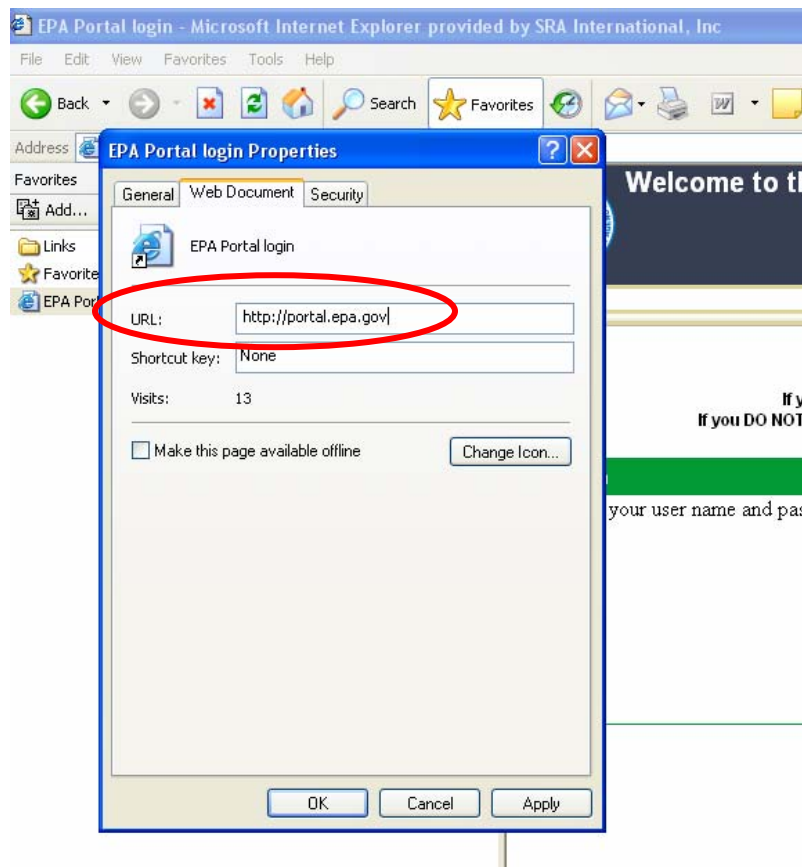 EPA Portal login - Microsoft Internet Explorer provided by SRA International, Inc
File Edit View Favorites Tools Help
Back Search Favorites
Address
Favorites
Add...
Links
Favorite
EPA Por
EPA Portal login Properties
General Web Document Security
EPA Portal login
URL: http://portal.epa.gov
Shortcut key: None
Visits: 13
Make this page available offline Change Icon...
OK Cancel Apply
Welcome to th
If y
If you DO NOT
your user name and pas